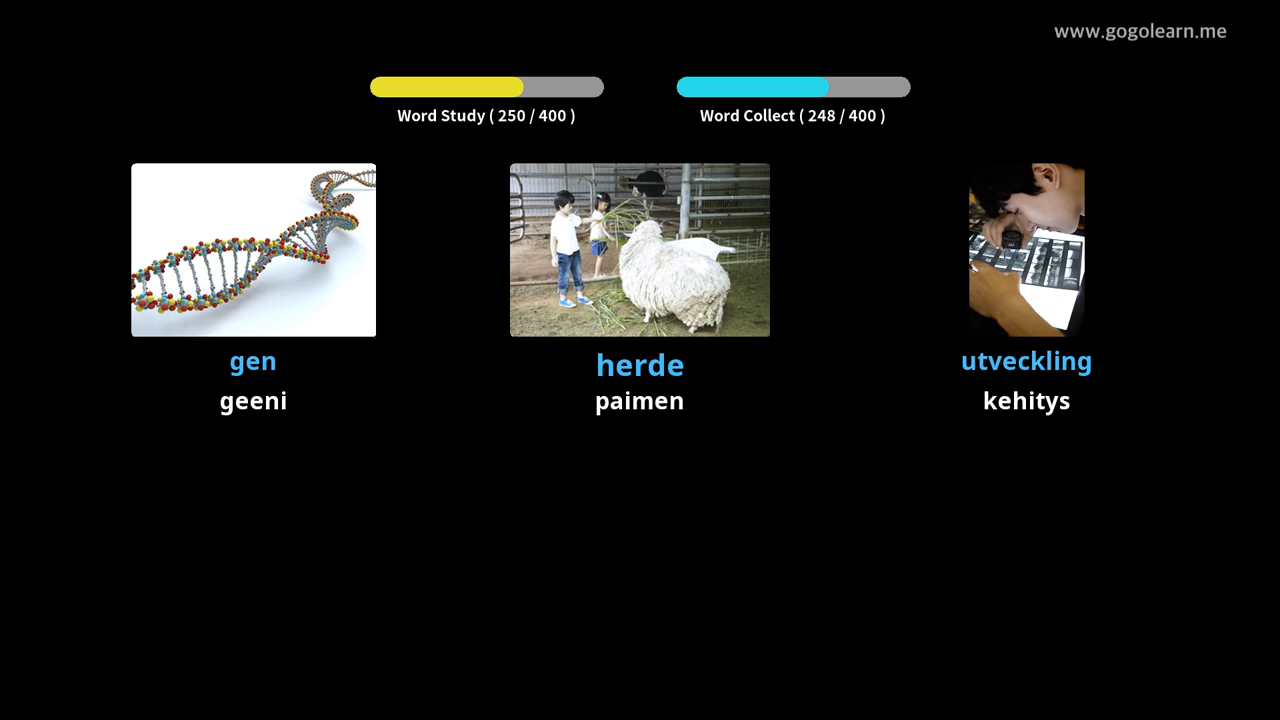 www.gogolearn.me
Word Study ( 250 / 400 )
Word Collect ( 248 / 400 )
gen
herde
utveckling
geeni
paimen
kehitys